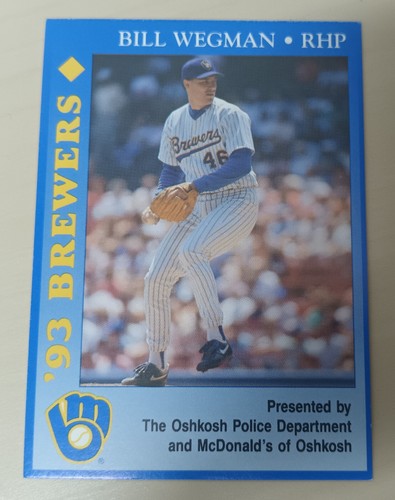 BILL WEGMAN • RHP
'93 BREWERS
Brewers
46
Presented by
The Oshkosh Police Department
and McDonald's of Oshkosh